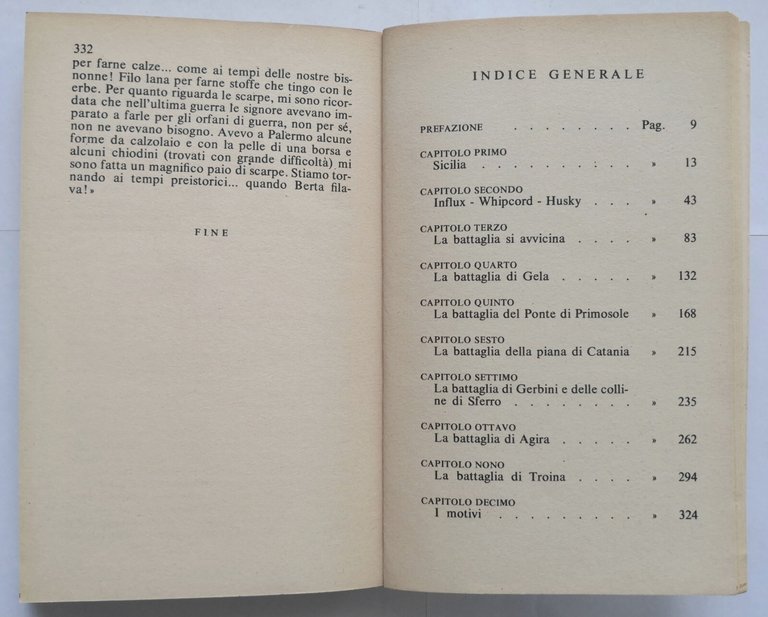 332
per farne calze... come ai tempi delle nostre bis-
nonne! Filo lana per farne stoffe che tingo con le
erbe. Per quanto riguarda le scarpe, mi sono ricor-
data che nell'ultima guerra le signore avevano im-
parato a farle per gli orfani di guerra, non per sé,
non ne avevano bisogno. Avevo a Palermo alcune
forme da calzolaio e con la pelle di una borsa e
alcuni chiodini (trovati con grande difficoltà) mi
sono fatta un magnifico paio di scarpe. Stiamo tor-
nando ai tempi preistorici... quando Berta fila-
va!»
FINE
INDICE GENERALE
PREFAZIONE . . . . . . . . Pag. 9
CAPITOLO PRIMO
Sicilia . . . . . . . . . » 13
CAPITOLO SECONDO
Influx - Whipcord - Husky . . . » 43
CAPITOLO TERZO
La battaglia si avvicina . . . . » 83
CAPITOLO QUARTO
La battaglia di Gela . . . . . » 132
CAPITOLO QUINTO
La battaglia del Ponte di Primosole » 168
CAPITOLO SESTO
La battaglia della piana di Catania » 215
CAPITOLO SETTIMO
La battaglia di Gerbini e delle colli-
ne di Sferro . . . . . . . » 235
CAPITOLO OTTAVO
La battaglia di Agira . . . . . » 262
CAPITOLO NONO
La battaglia di Troina . . . . » 294
CAPITOLO DECIMO
I motivi . . . . . . . . » 324